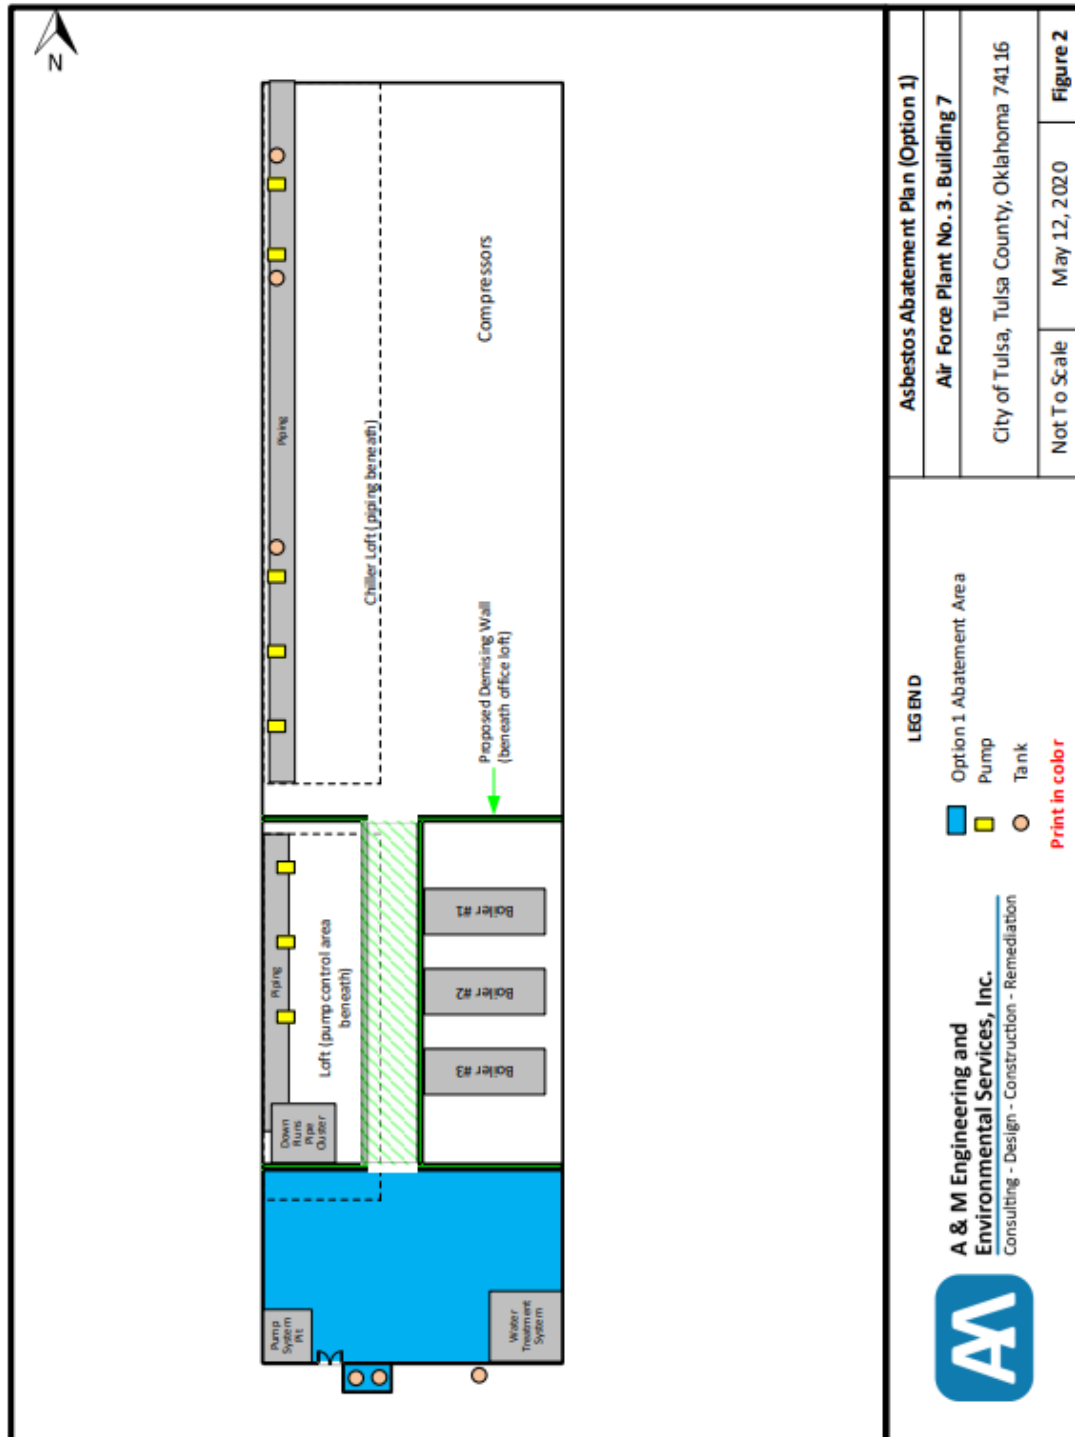 N
Piping
Chiller Loft (piping beneath)
Compressors
Proposed Demising Wall
(beneath office loft)
Piping
Loft (pump control area
beneath)
Down
Runs
Pipe
Cluster
Boiler #1
Boiler #2
Boiler #3
Pump
System
Pit
Water
Treatment
System
A & M Engineering and
Environmental Services, Inc.
Consulting - Design - Construction - Remediation
LEGEND
Option 1 Abatement Area
Pump
Tank
Print in color
Asbestos Abatement Plan (Option 1)
Air Force Plant No. 3. Building 7
City of Tulsa, Tulsa County, Oklahoma 74116
Not To Scale
May 12, 2020
Figure 2